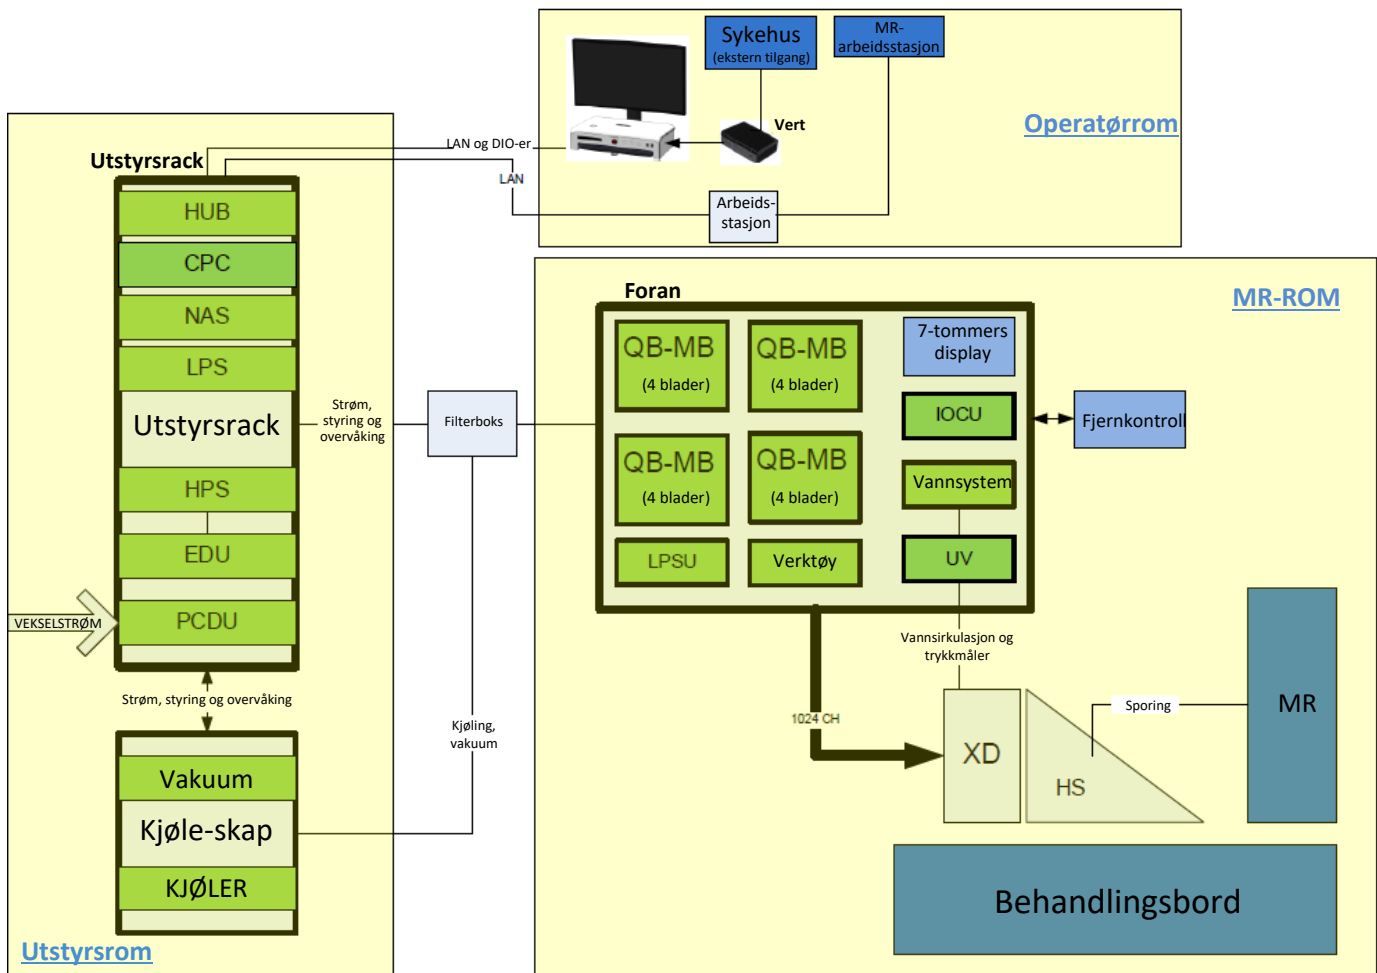 Sykehus
(ekstern tilgang)
MR-
arbeidsstasjon
Vert
Operatørrom
LAN og DIO-er
LAN
Arbeids-
stasjon
Utstyrsrack
HUB
CPC
NAS
LPS
Utstyrsrack
HPS
EDU
PCDU
VEKSELSTRØM
Strøm,
styring og
overvåking
Filterboks
Strøm, styring og overvåking
Kjøling,
vakuum
Vakuum
Kjøle-skap
KJØLER
Utstyrsrom
MR-ROM
Foran
QB-MB
(4 blader)
QB-MB
(4 blader)
QB-MB
(4 blader)
QB-MB
(4 blader)
LPSU
Verktøy
7-tommers
display
IOCU
Vannsystem
UV
Fjernkontroll
Vannsirkulasjon og
trykkmåler
1024 CH
XD
HS
Sporing
MR
Behandlingsbord